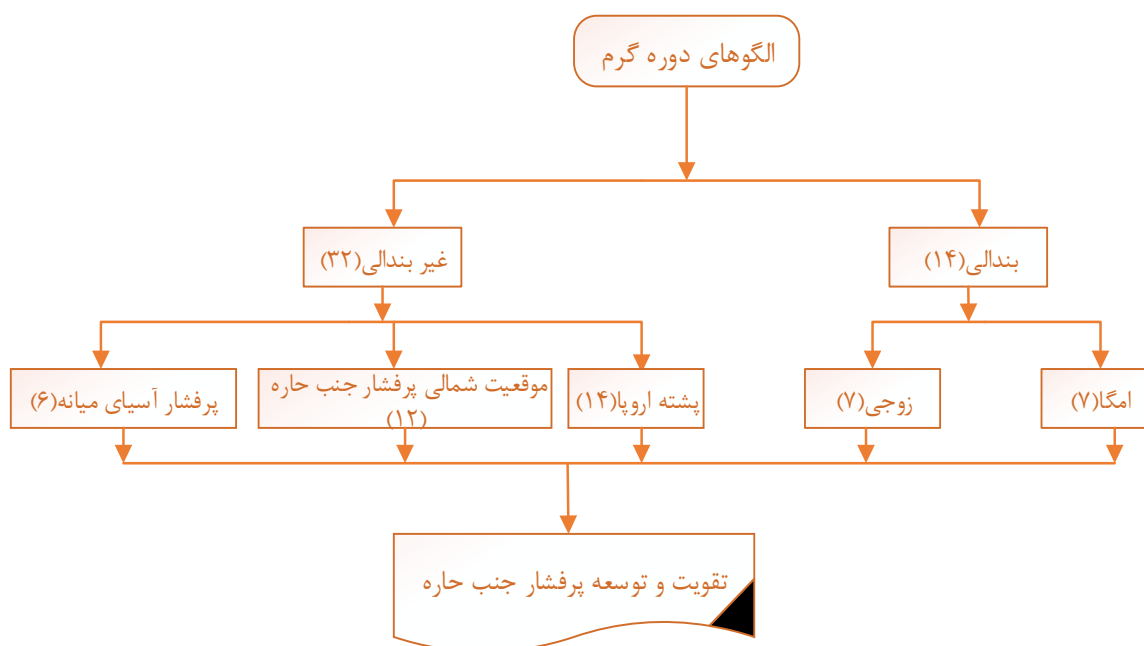 الگوهای دوره گرم
بندالی(۱۴)
غیر بندالی(۳۲)
امگا(۷)
زوجی(۷)
پشته اروپا(۱۴)
موقعیت شمالی پرفشار جنب حاره
(۱۲)
پرفشار آسیای میانه(۶)
تقویت و توسعه پرفشار جنب حاره